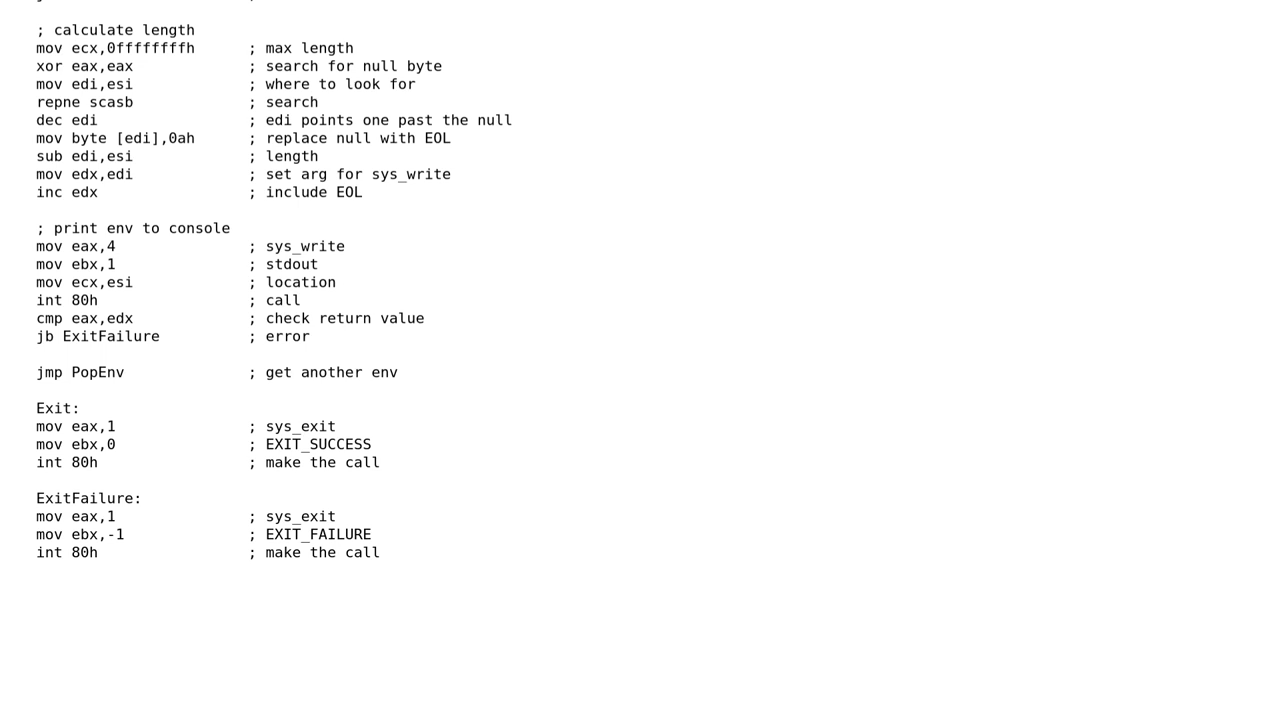 ; calculate length
mov ecx,0ffffffffh      ; max length
xor eax,eax             ; search for null byte
mov edi,esi             ; where to look for
repne scasb             ; search
dec edi                 ; edi points one past the null
mov byte [edi],0ah      ; replace null with EOL
sub edi,esi             ; length
mov edx,edi             ; set arg for sys_write
inc edx                 ; include EOL

; print env to console
mov eax,4               ; sys_write
mov ebx,1               ; stdout
mov ecx,esi             ; location
int 80h                 ; call
cmp eax,edx             ; check return value
jb ExitFailure          ; error

jmp PopEnv              ; get another env

Exit:
mov eax,1               ; sys_exit
mov ebx,0               ; EXIT_SUCCESS
int 80h                 ; make the call

ExitFailure:
mov eax,1               ; sys_exit
mov ebx,-1              ; EXIT_FAILURE
int 80h                 ; make the call